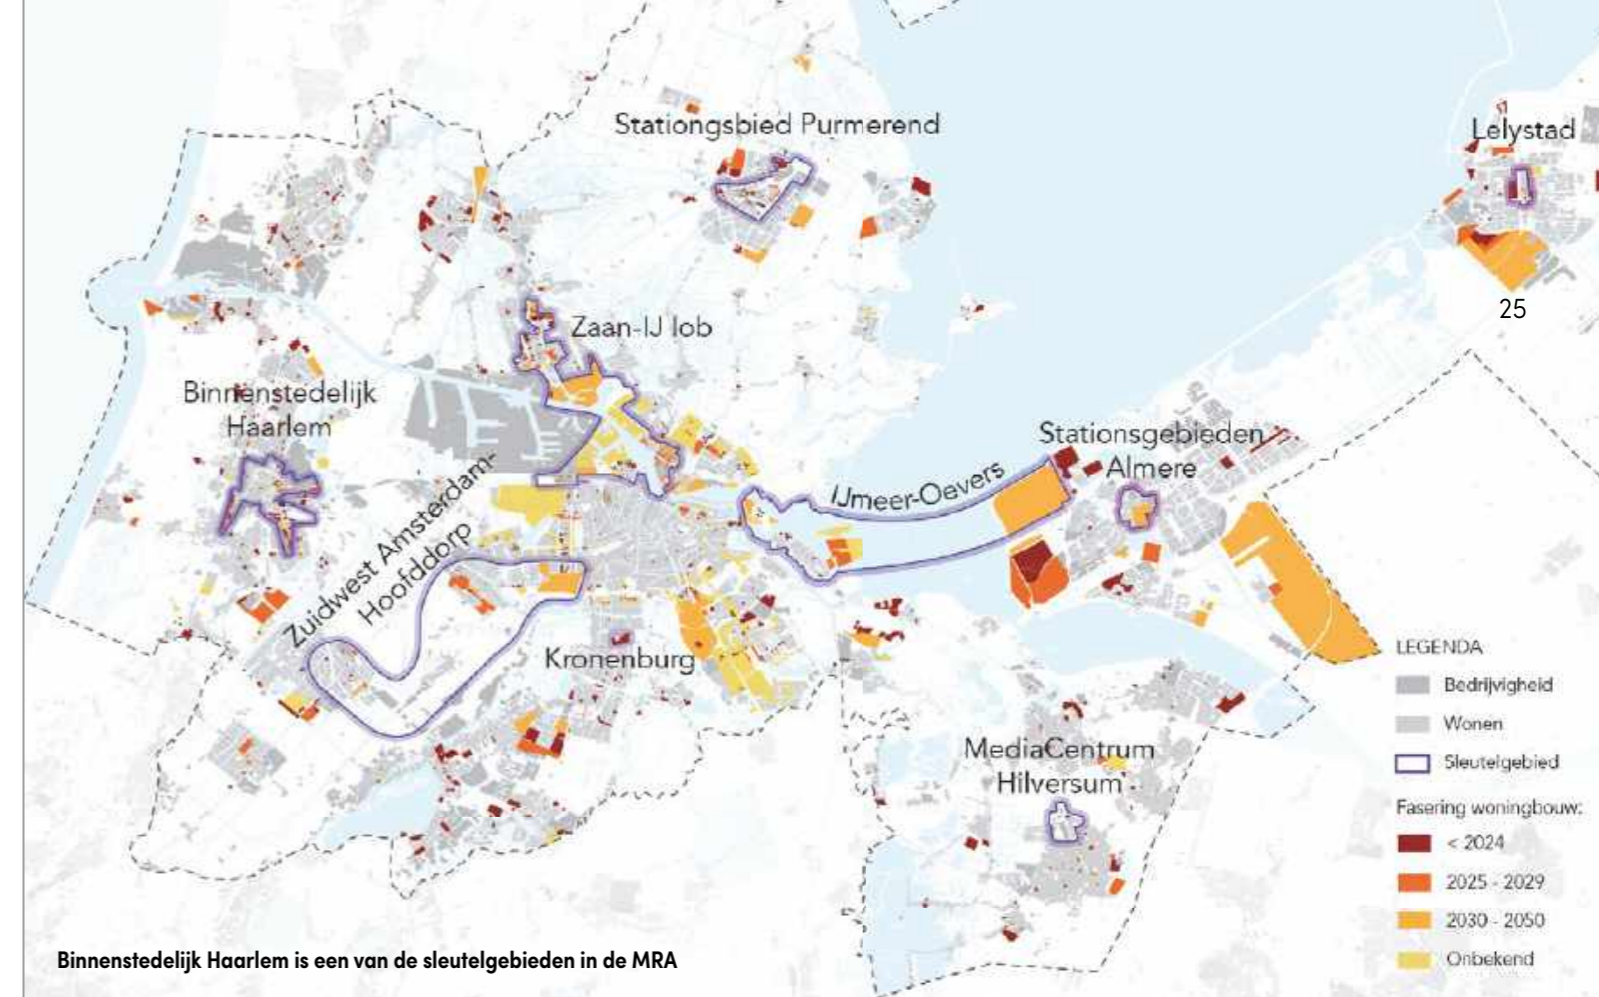 Stationgsbied Purmerend
Lelystad
25
Zaan-IJ lob
Binnenstedelijk
Haarlem
Stationsgebieden
Almere
IJmeer-Oevers
Zuidwest Amsterdam-
Hoofddorp
Kronenburg
MediaCentrum
Hilversum
LEGENDA
Bedrijvigheid
Wonen
Sleutelgebied
Fasering woningbouw:
< 2024
2025 - 2029
2030 - 2050
Onbekend
Binnenstedelijk Haarlem is een van de sleutelgebieden in de MRA